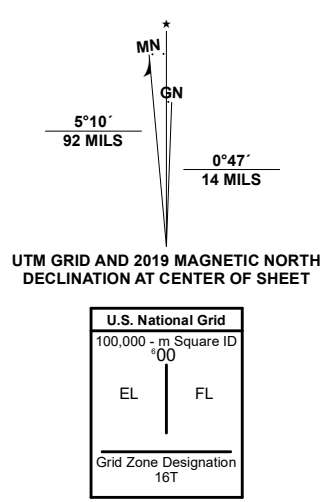 MN
GN
5°10´
92 MILS
0°47´
14 MILS
UTM GRID AND 2019 MAGNETIC NORTH
DECLINATION AT CENTER OF SHEET
U.S. National Grid
100,000 - m Square ID
⁶00
EL FL
Grid Zone Designation
16T